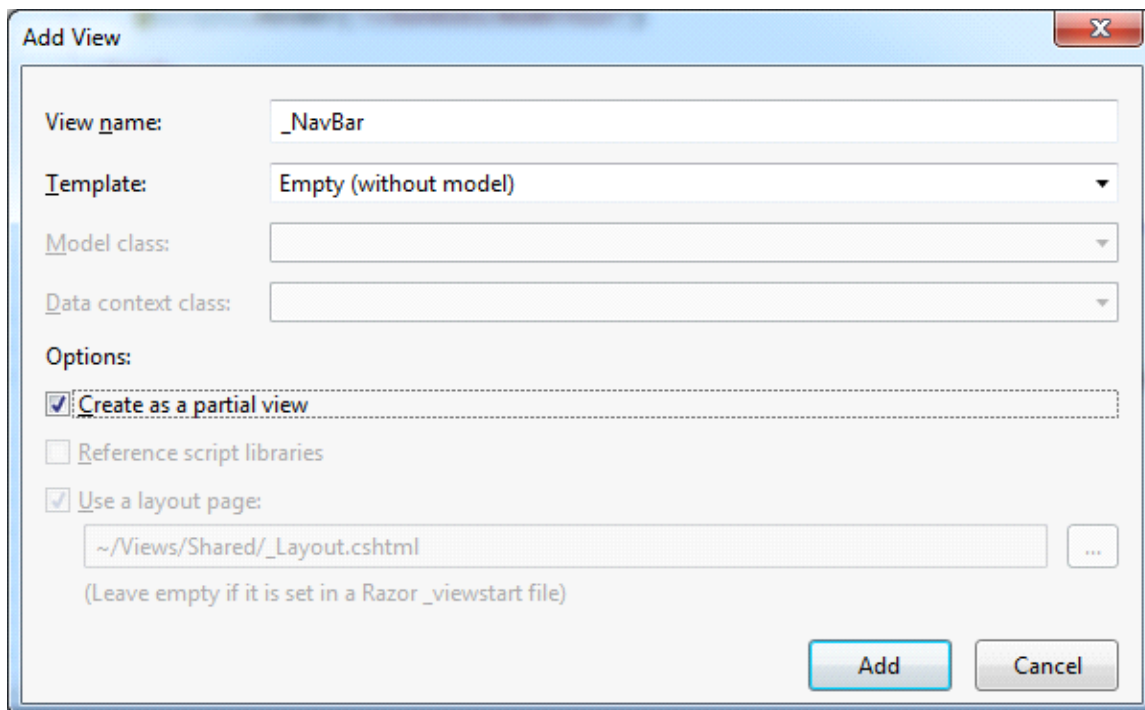 Add View
View name: _NavBar
Template: Empty (without model)
Model class:
Data context class:
Options:
Create as a partial view
Reference script libraries
Use a layout page:
~/Views/Shared/_Layout.cshtml ...
(Leave empty if it is set in a Razor _viewstart file)
Add Cancel